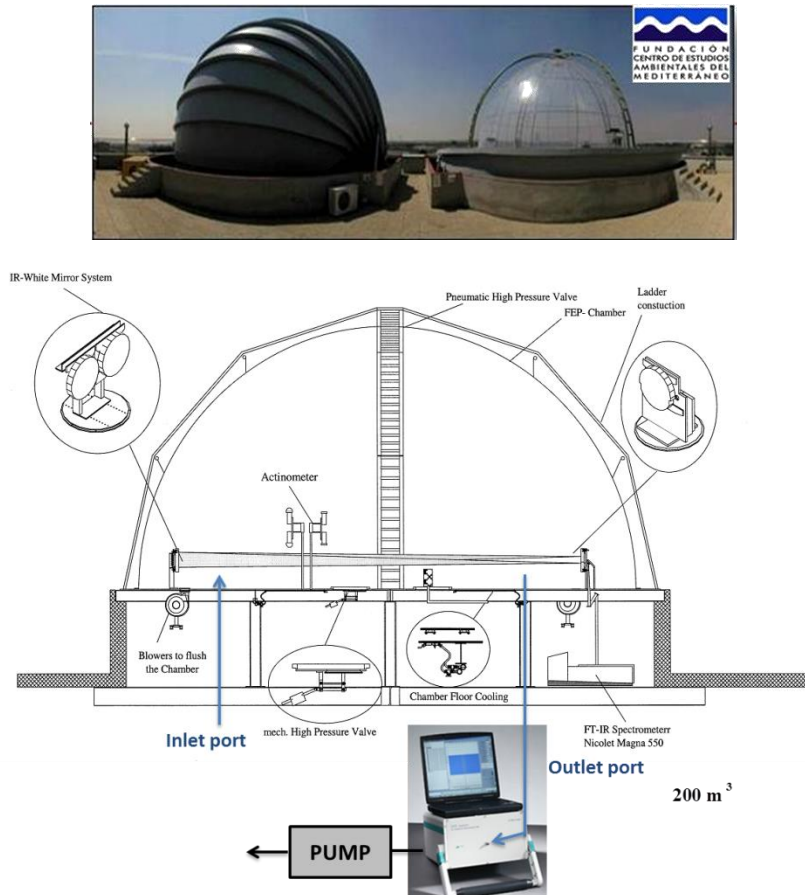 FUNDACIÓN
CENTRO DE ESTUDIOS
AMBIENTALES DEL
MEDITERRÁNEO
IR-White Mirror System
Pneumatic High Pressure Valve
FEP- Chamber
Ladder
constuction
Actinometer
Blowers to flush
the Chamber
Chamber Floor Cooling
mech. High Pressure Valve
FT-IR Spectrometerr
Nicolet Magna 550
Inlet port
Outlet port
200 m³
PUMP